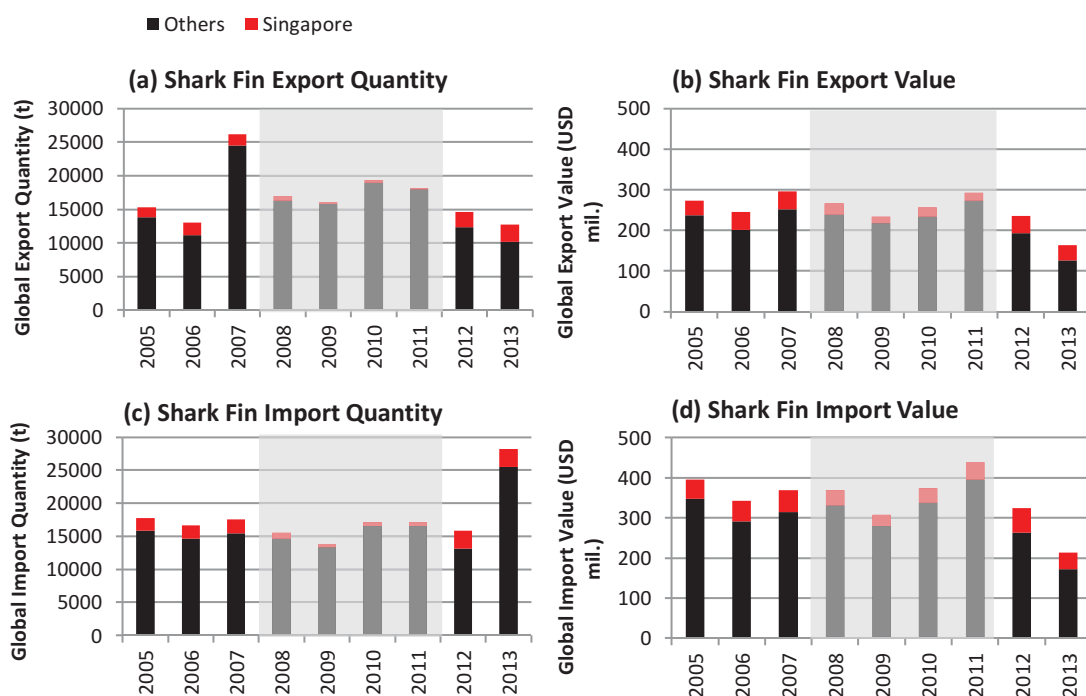 Others Singapore
(a) Shark Fin Export Quantity
Global Export Quantity (t)
30000
25000
20000
15000
10000
5000
0
2005 2006 2007 2008 2009 2010 2011 2012 2013
(b) Shark Fin Export Value
Global Export Value (USD
mil.)
500
400
300
200
100
0
2005 2006 2007 2008 2009 2010 2011 2012 2013
(c) Shark Fin Import Quantity
Global Import Quantity (t)
30000
25000
20000
15000
10000
5000
0
2005 2006 2007 2008 2009 2010 2011 2012 2013
(d) Shark Fin Import Value
Global Import Value (USD
mil.)
500
400
300
200
100
0
2005 2006 2007 2008 2009 2010 2011 2012 2013